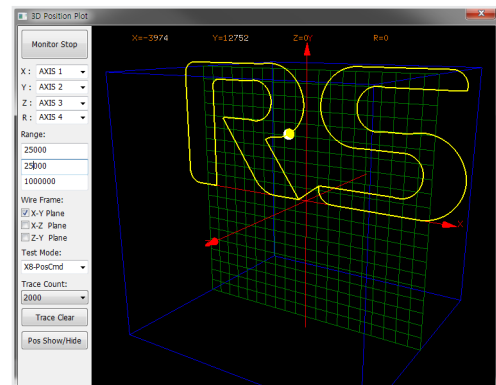 3D Position Plot
Monitor Stop
X=-3974 Y=12752 Z=0 R=0
Y
X : AXIS 1
Y : AXIS 2
Z : AXIS 3
R : AXIS 4
Range:
25000
25000
1000000
Wire Frame:
X-Y Plane
X-Z Plane
Z-Y Plane
Test Mode:
X8-PosCmd
Trace Count:
2000
Trace Clear
Pos Show/Hide
X